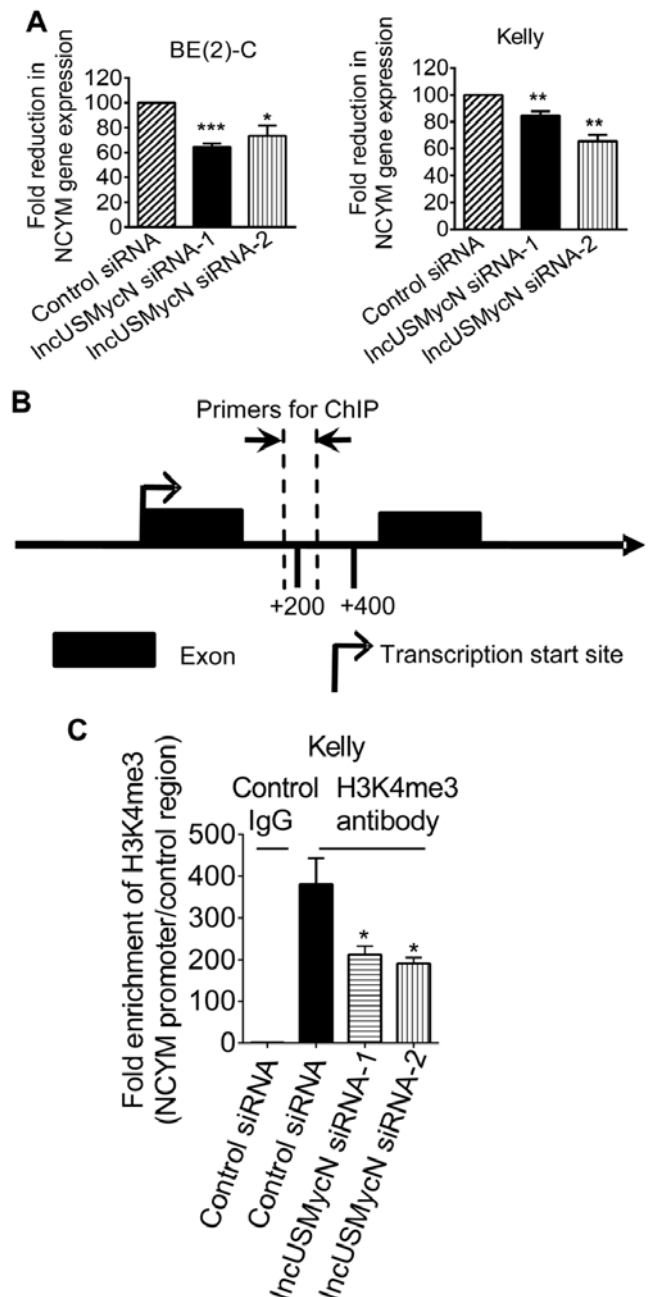 A
BE(2)-C
Fold reduction in
NCYM gene expression
120
100
80
60
40
20
0
***
*
Control siRNA
lncUSMycN siRNA-1
lncUSMycN siRNA-2
Kelly
Fold reduction in
NCYM gene expression
120
100
80
60
40
20
0
**
**
Control siRNA
lncUSMycN siRNA-1
lncUSMycN siRNA-2
B
Primers for ChIP
+200
+400
Exon
Transcription start site
C
Kelly
Control
IgG
H3K4me3
antibody
Fold enrichment of H3K4me3
(NCYM promoter/control region)
500
400
300
200
100
0
*
*
Control siRNA
Control siRNA
lncUSMycN siRNA-1
lncUSMycN siRNA-2